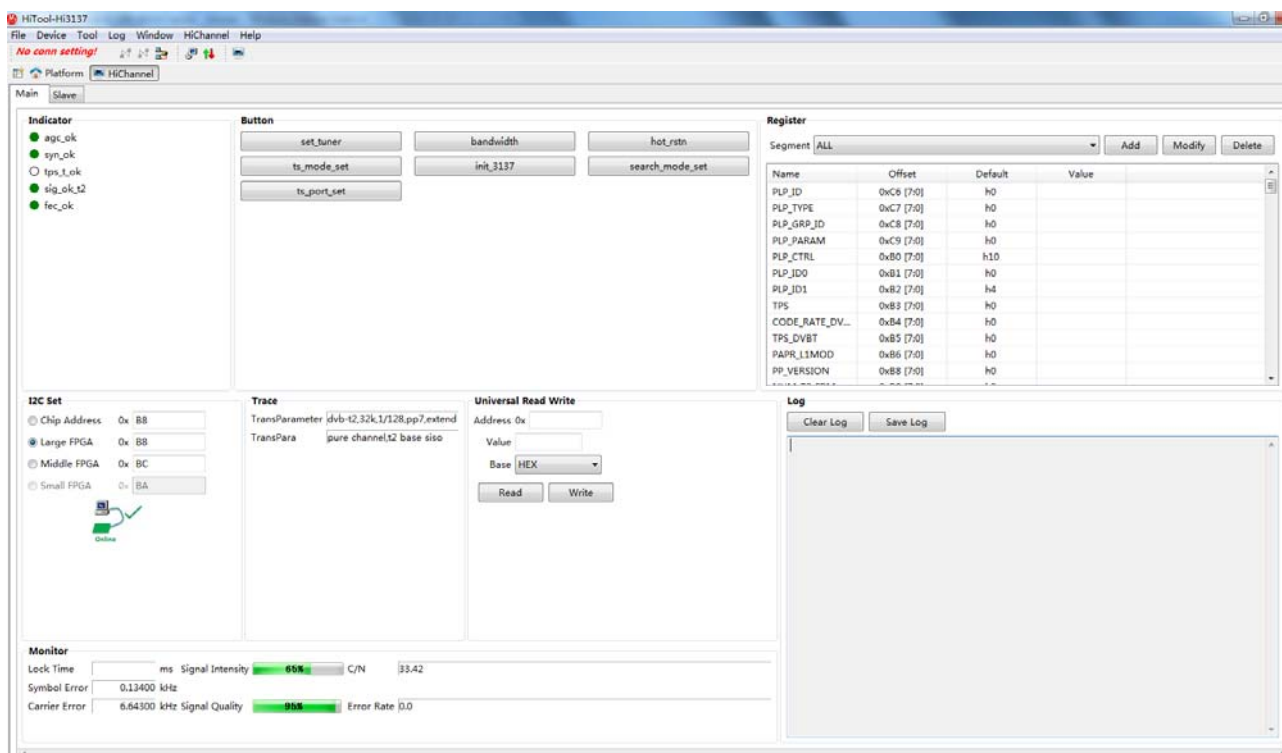 HiTool-Hi3137
File Device Tool Log Window HiChannel Help
No conn setting!
Platform HiChannel
Main Slave
Indicator
agc_ok
syn_ok
tps_t_ok
sig_ok_t2
fec_ok
Button
set_tuner bandwidth hot_rstn
ts_mode_set init_3137 search_mode_set
ts_port_set
Register
Segment ALL Add Modify Delete
Name Offset Default Value
PLP_ID 0xC6 [7:0] h0
PLP_TYPE 0xC7 [7:0] h0
PLP_GRP_ID 0xC8 [7:0] h0
PLP_PARAM 0xC9 [7:0] h0
PLP_CTRL 0xB0 [7:0] h10
PLP_ID0 0xB1 [7:0] h0
PLP_ID1 0xB2 [7:0] h4
TPS 0xB3 [7:0] h0
CODE_RATE_DV... 0xB4 [7:0] h0
TPS_DVBT 0xB5 [7:0] h0
PAPR_L1MOD 0xB6 [7:0] h0
PP_VERSION 0xB8 [7:0] h0
I2C Set
Chip Address 0x B8
Large FPGA 0x B8
Middle FPGA 0x BC
Small FPGA 0x BA
Online
Trace
TransParameter dvb-t2,32k,1/128,pp7,extend
TransPara pure channel,t2 base siso
Universal Read Write
Address 0x
Value
Base HEX
Read Write
Log
Clear Log Save Log
Monitor
Lock Time ms Signal Intensity 65% C/N 33.42
Symbol Error 0.13400 kHz
Carrier Error 6.64300 kHz Signal Quality 95% Error Rate 0.0